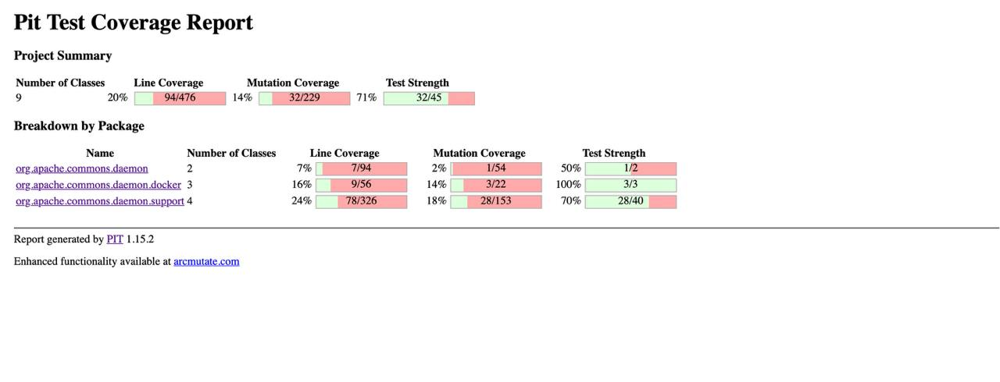 Pit Test Coverage Report
Project Summary
Number of Classes Line Coverage Mutation Coverage Test Strength
9 20% 94/476 14% 32/229 71% 32/45
Breakdown by Package
Name Number of Classes Line Coverage Mutation Coverage Test Strength
org.apache.commons.daemon 2 7% 7/94 2% 1/54 50% 1/2
org.apache.commons.daemon.docker 3 16% 9/56 14% 3/22 100% 3/3
org.apache.commons.daemon.support 4 24% 78/326 18% 28/153 70% 28/40
Report generated by PIT 1.15.2
Enhanced functionality available at arcmutate.com